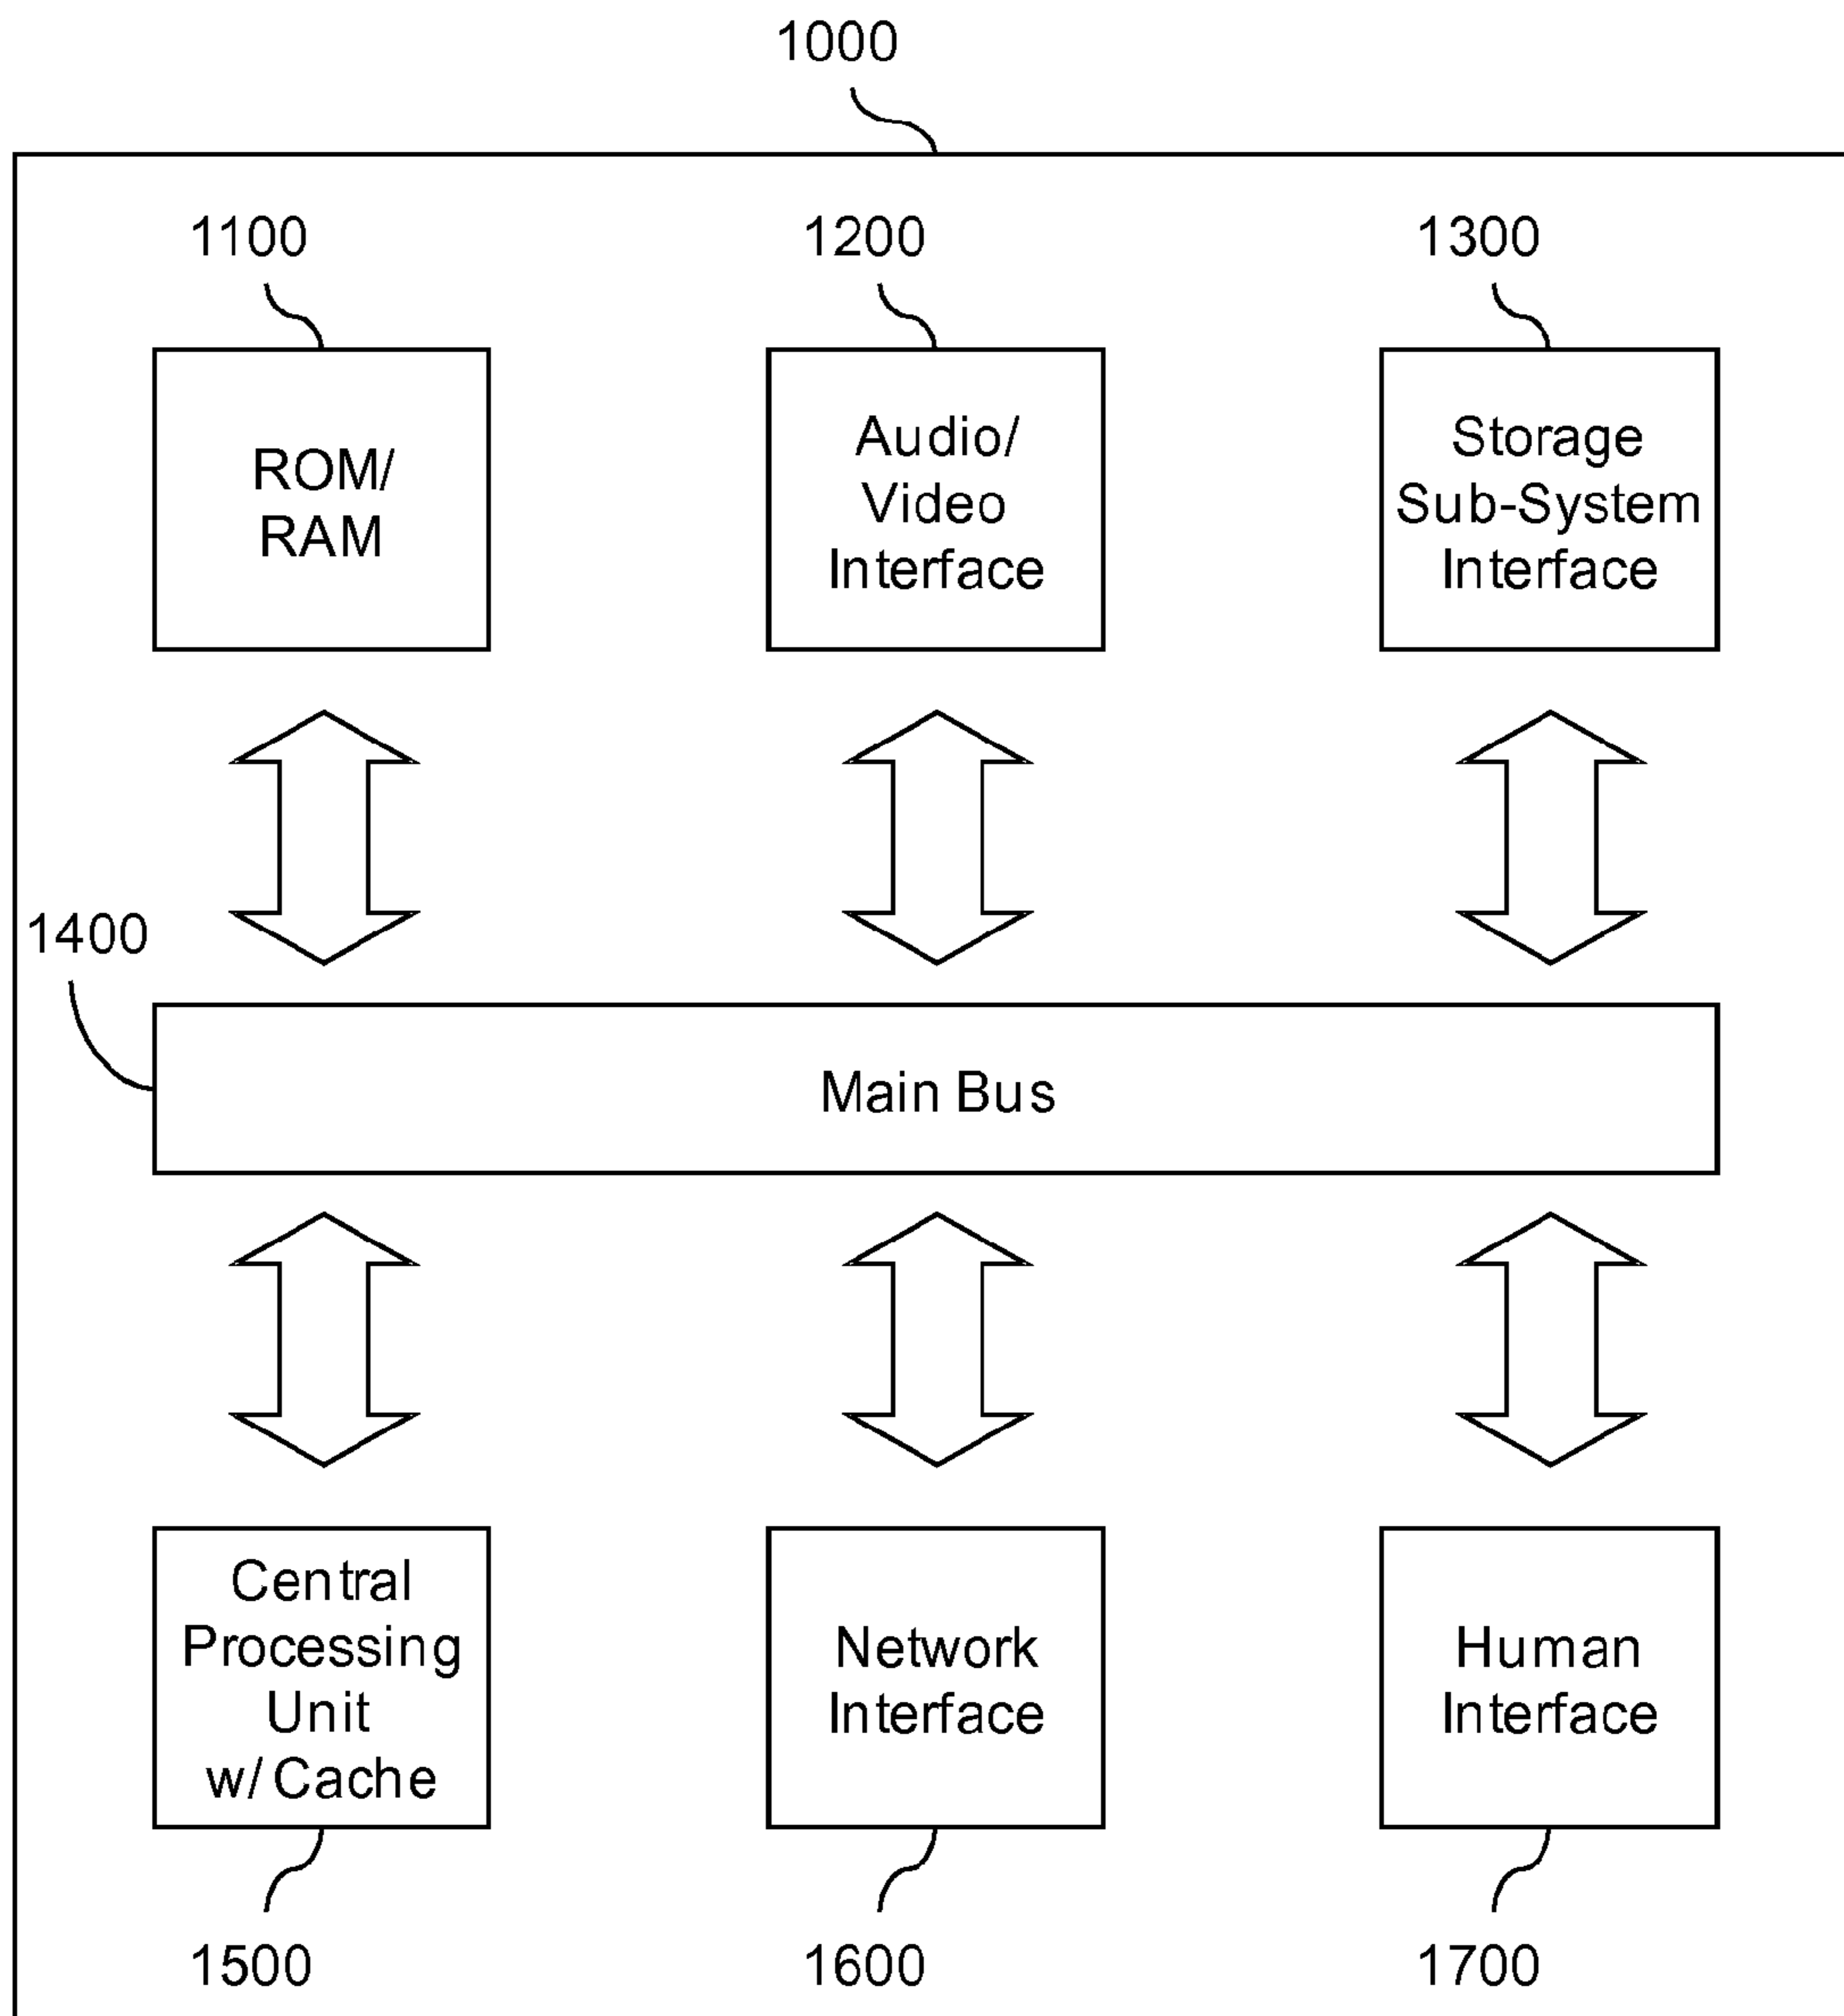 1000
1100
1200
1300
ROM/
RAM
Audio/
Video
Interface
Storage
Sub-System
Interface
1400
Main Bus
Central
Processing
Unit
w/ Cache
Network
Interface
Human
Interface
1500
1600
1700